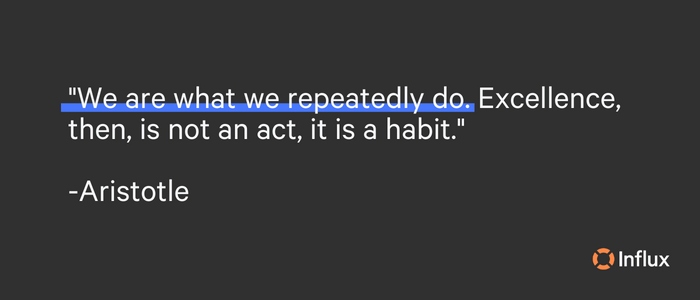 "We are what we repeatedly do. Excellence,
then, is not an act, it is a habit."
-Aristotle
Influx